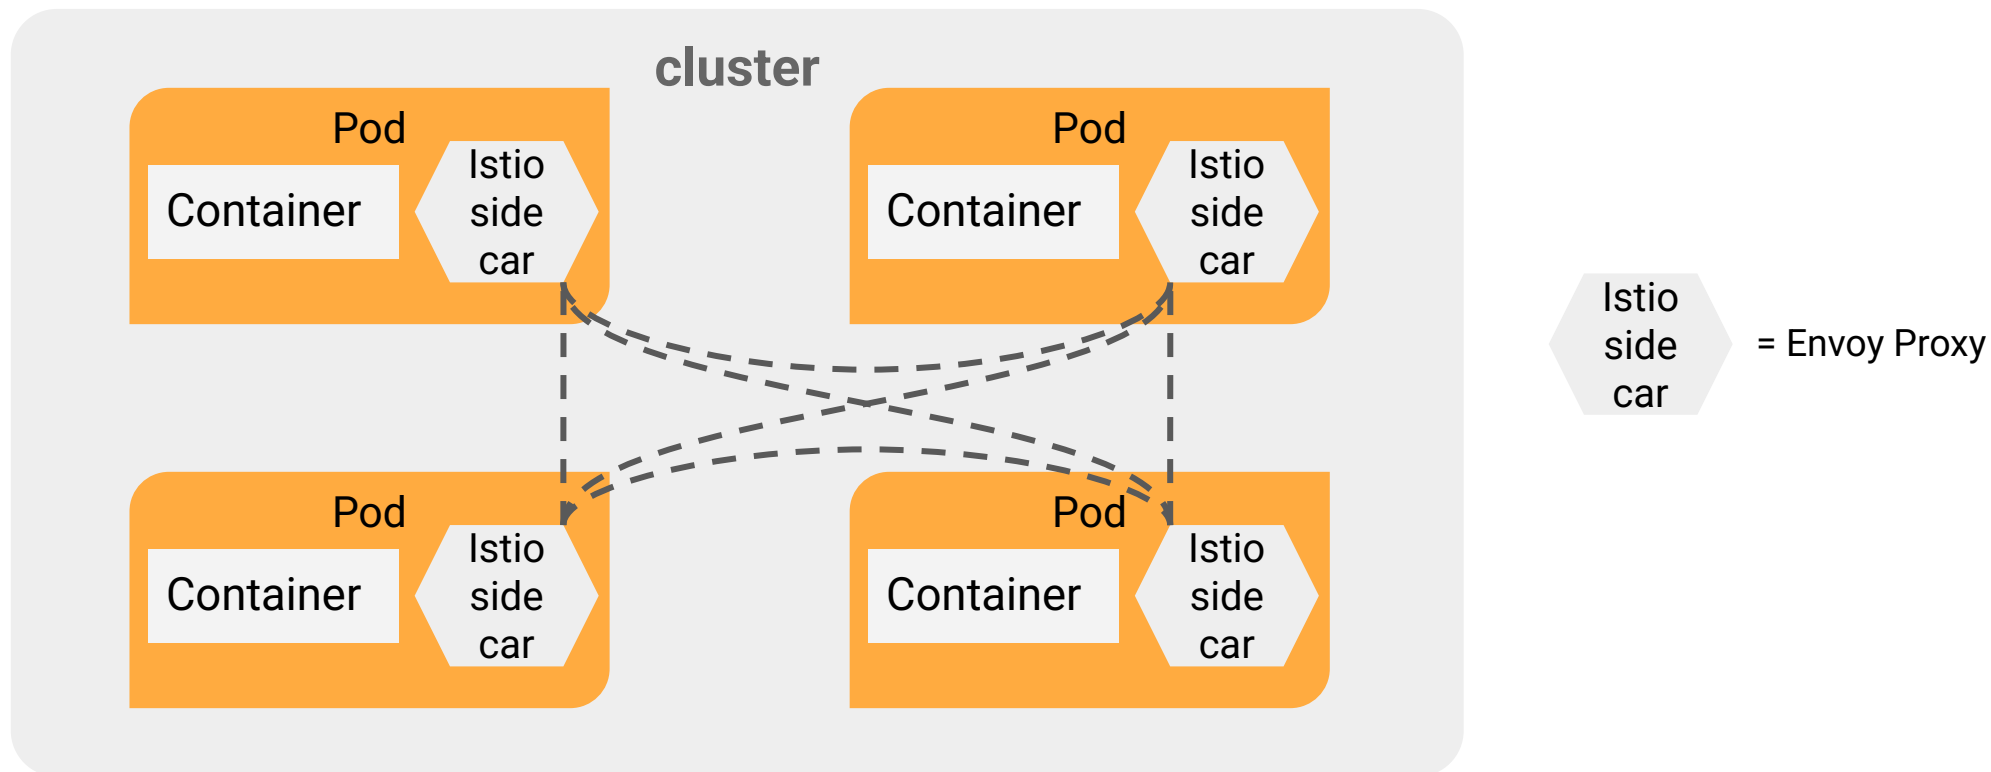 cluster
Pod
Container
Istio
side
car
Pod
Container
Istio
side
car
Pod
Container
Istio
side
car
Pod
Container
Istio
side
car
Istio
side
car
= Envoy Proxy